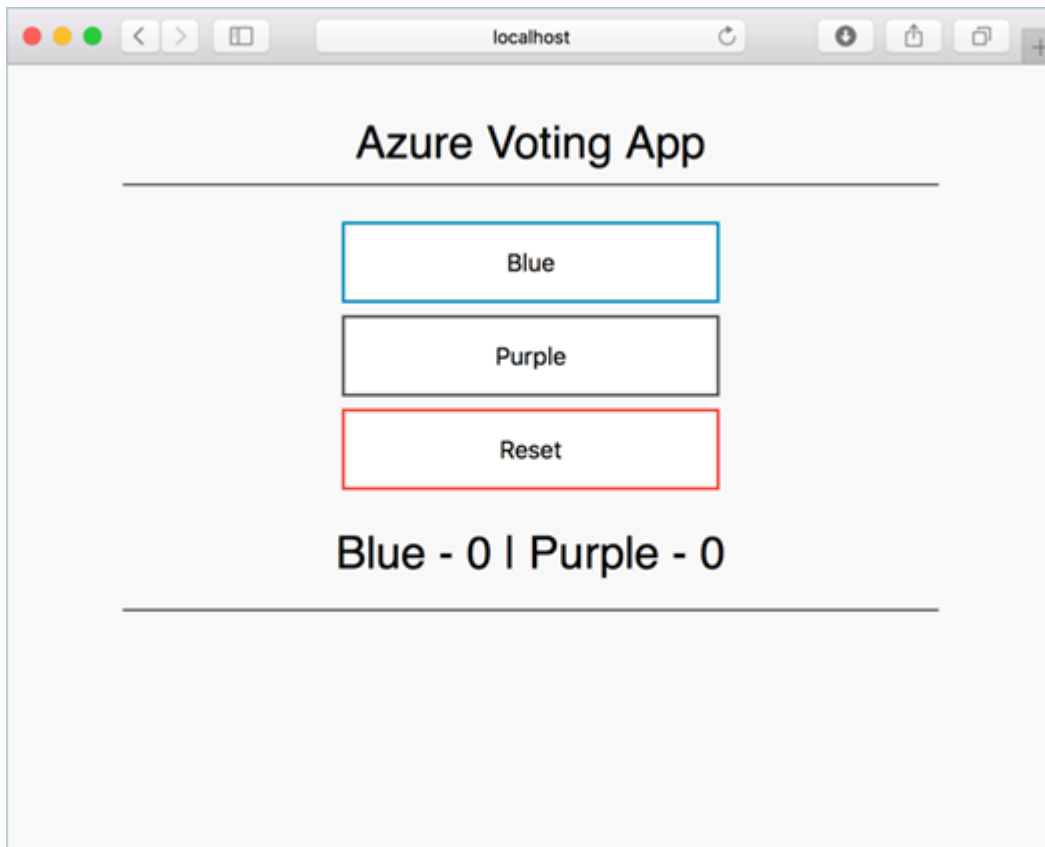 localhost
Azure Voting App
Blue
Purple
Reset
Blue - 0 | Purple - 0